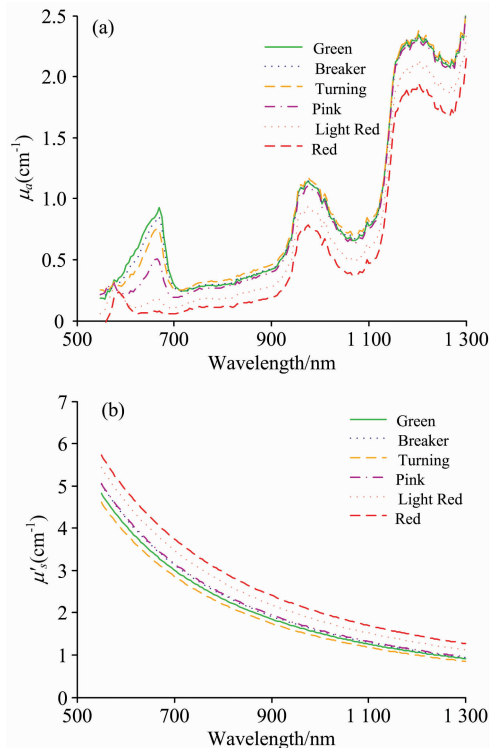 (a)
2.5
2.0
1.5
1.0
0.5
0
μa(cm-1)
Green
Breaker
Turning
Pink
Light Red
Red
500 700 900 1 100 1 300
Wavelength/nm
(b)
7
6
5
4
3
2
1
0
μ's(cm-1)
Green
Breaker
Turning
Pink
Light Red
Red
500 700 900 1 100 1 300
Wavelength/nm